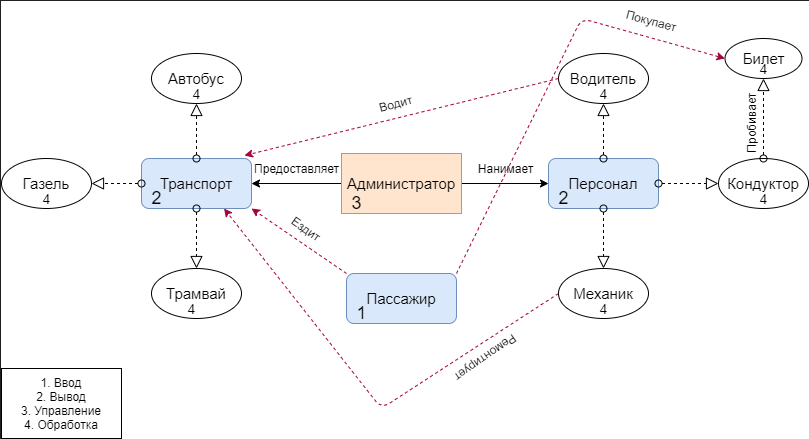 Покупает
Билет
4
Автобус
4
Водит
Водитель
4
Пробивает
Газель
4
Транспорт
2
Предоставляет
Администратор
3
Нанимает
Персонал
2
Кондуктор
4
Ездит
Трамвай
4
Пассажир
1
Механик
4
Ремонтирует
1. Ввод
2. Вывод
3. Управление
4. Обработка